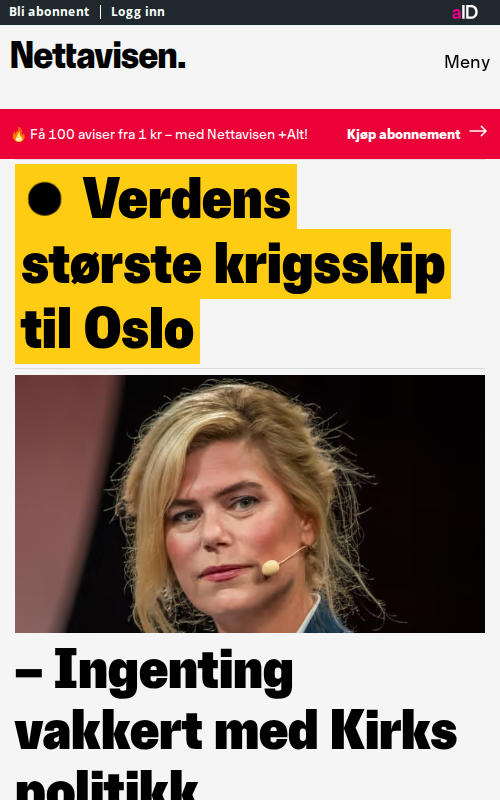 Bli abonnent | Logg inn
aID
Nettavisen.
Meny
🔥 Få 100 aviser fra 1 kr – med Nettavisen +Alt!
Kjøp abonnement →
● Verdens
største krigsskip
til Oslo
– Ingenting
vakkert med Kirks
politikk